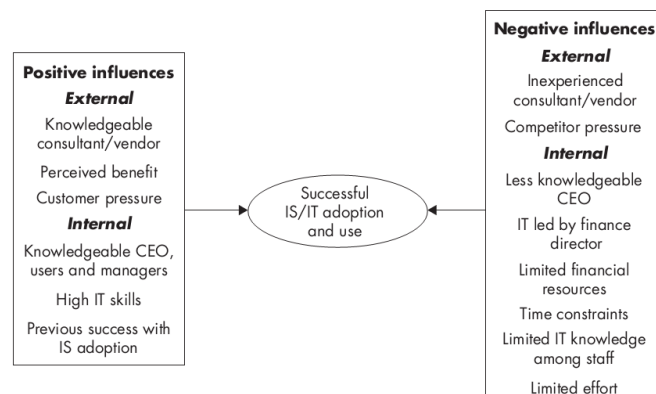 Positive influences
External
Knowledgeable
consultant/vendor
Perceived benefit
Customer pressure
Internal
Knowledgeable CEO,
users and managers
High IT skills
Previous success with
IS adoption
Successful
IS/IT adoption
and use
Negative influences
External
Inexperienced
consultant/vendor
Competitor pressure
Internal
Less knowledgeable
CEO
IT led by finance
director
Limited financial
resources
Time constraints
Limited IT knowledge
among staff
Limited effort